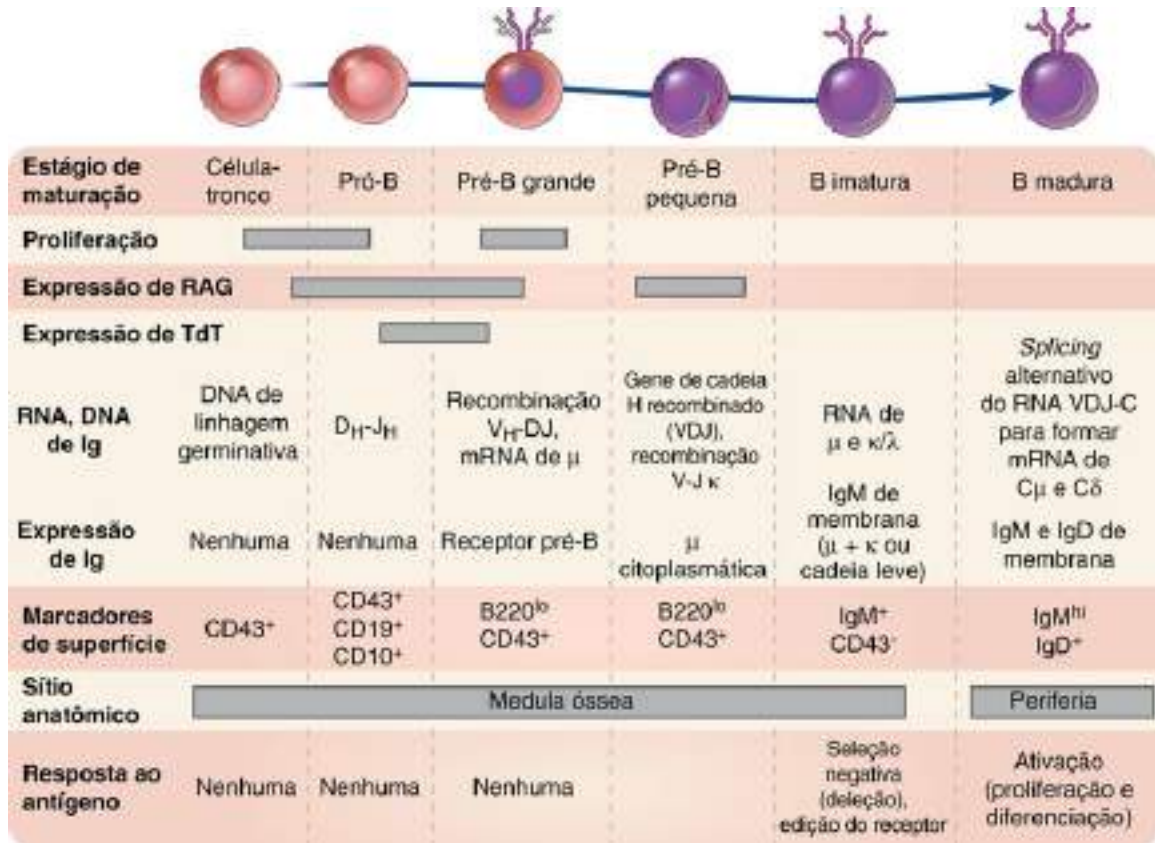 Estágio de
maturação
Célula-
tronco
Pró-B
Pré-B grande
Pré-B
pequena
B imatura
B madura
Proliferação
Expressão de RAG
Expressão de TdT
RNA, DNA
de Ig
DNA de
linhagem
germinativa
D_H-J_H
Recombinação
V_H-DJ,
mRNA de μ
Gene de cadeia
H recombinado
(VDJ),
recombinação
V-J κ
RNA de
μ e κ/λ
Splicing
alternativo
do RNA VDJ-C
para formar
mRNA de
Cμ e Cδ
Expressão
de Ig
Nenhuma
Nenhuma
Receptor pré-B
μ
citoplasmática
IgM de
membrana
(μ + κ ou
cadeia leve)
IgM e IgD de
membrana
Marcadores
de superfície
CD43⁺
CD43⁺
CD19⁺
CD10⁺
B220ˡᵒ
CD43⁺
B220ˡᵒ
CD43⁺
IgM⁺
CD43⁻
IgMʰⁱ
IgD⁺
Sítio
anatômico
Medula óssea
Periferia
Resposta ao
antígeno
Nenhuma
Nenhuma
Nenhuma
Seleção
negativa
(deleção),
edição do receptor
Ativação
(proliferação e
diferenciação)